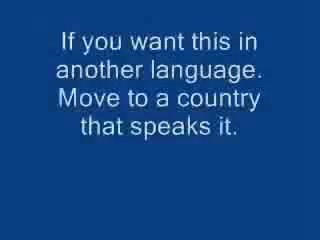 If you want this in
another language.
Move to a country
that speaks it.